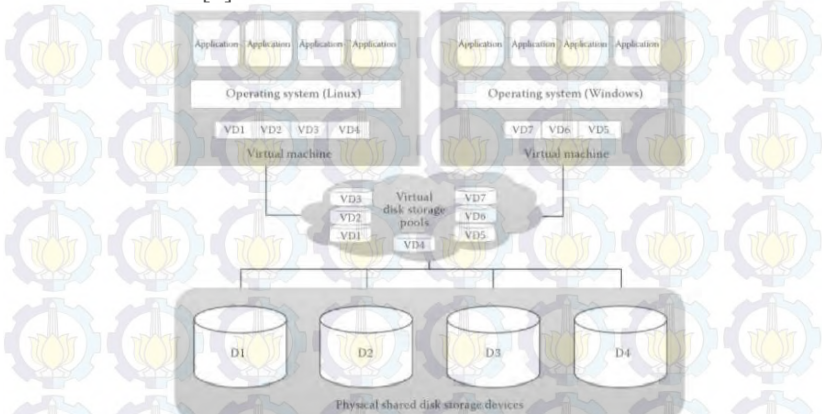 Application Application Application Application
Operating system (Linux)
VD1 VD2 VD3 VD4
Virtual machine
Application Application Application Application
Operating system (Windows)
VD7 VD6 VD5
Virtual machine
VD3
VD2
VD1
Virtual
disk storage
pools
VD4
VD7
VD6
VD5
D1 D2 D3 D4
Physical shared disk storage devices